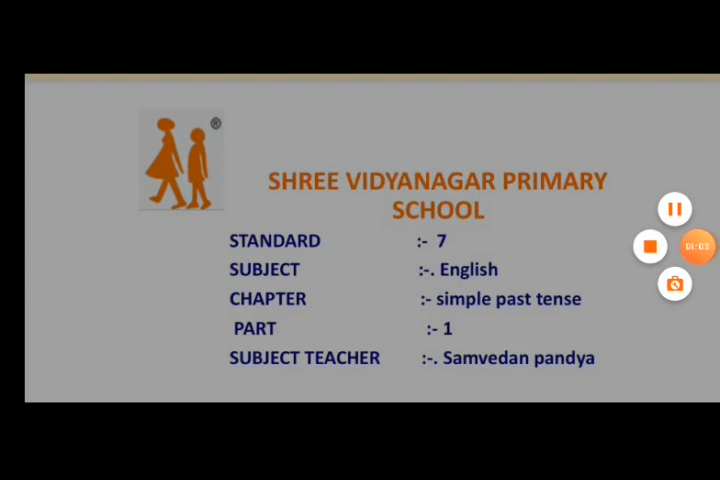 ®
SHREE VIDYANAGAR PRIMARY
SCHOOL
STANDARD :- 7
SUBJECT :-. English
CHAPTER :- simple past tense
PART :- 1
SUBJECT TEACHER :-. Samvedan pandya
01:03